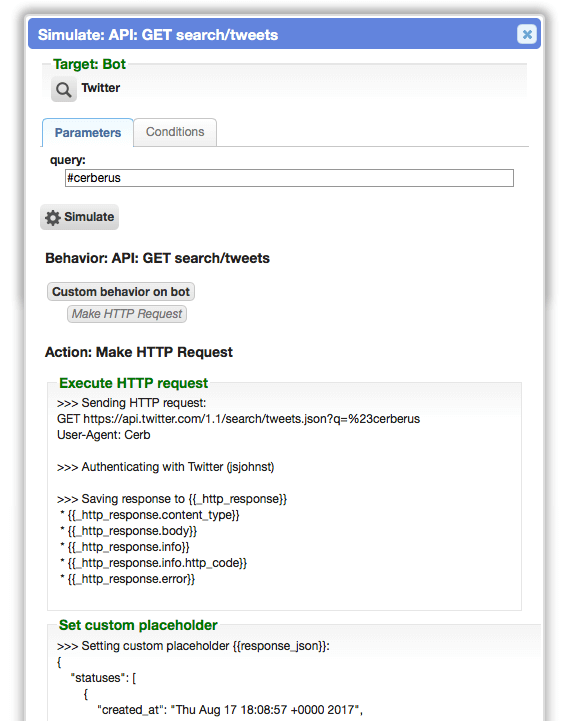 Simulate: API: GET search/tweets
Target: Bot
Twitter
Parameters
Conditions
query:
#cerberus
Simulate
Behavior: API: GET search/tweets
Custom behavior on bot
Make HTTP Request
Action: Make HTTP Request
Execute HTTP request
>>> Sending HTTP request:
GET https://api.twitter.com/1.1/search/tweets.json?q=%23cerberus
User-Agent: Cerb
>>> Authenticating with Twitter (jsjohnst)
>>> Saving response to {{_http_response}}
* {{_http_response.content_type}}
* {{_http_response.body}}
* {{_http_response.info}}
* {{_http_response.info.http_code}}
* {{_http_response.error}}
Set custom placeholder
>>> Setting custom placeholder {{response_json}}:
{
"statuses": [
{
"created_at": "Thu Aug 17 18:08:57 +0000 2017",